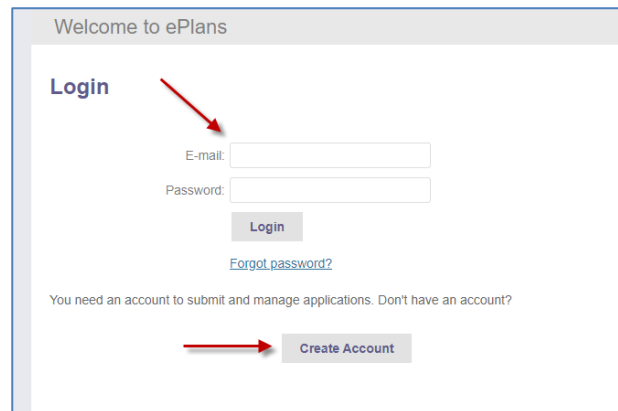 Welcome to ePlans
Login
E-mail:
Password:
Login
Forgot password?
You need an account to submit and manage applications. Don't have an account?
Create Account